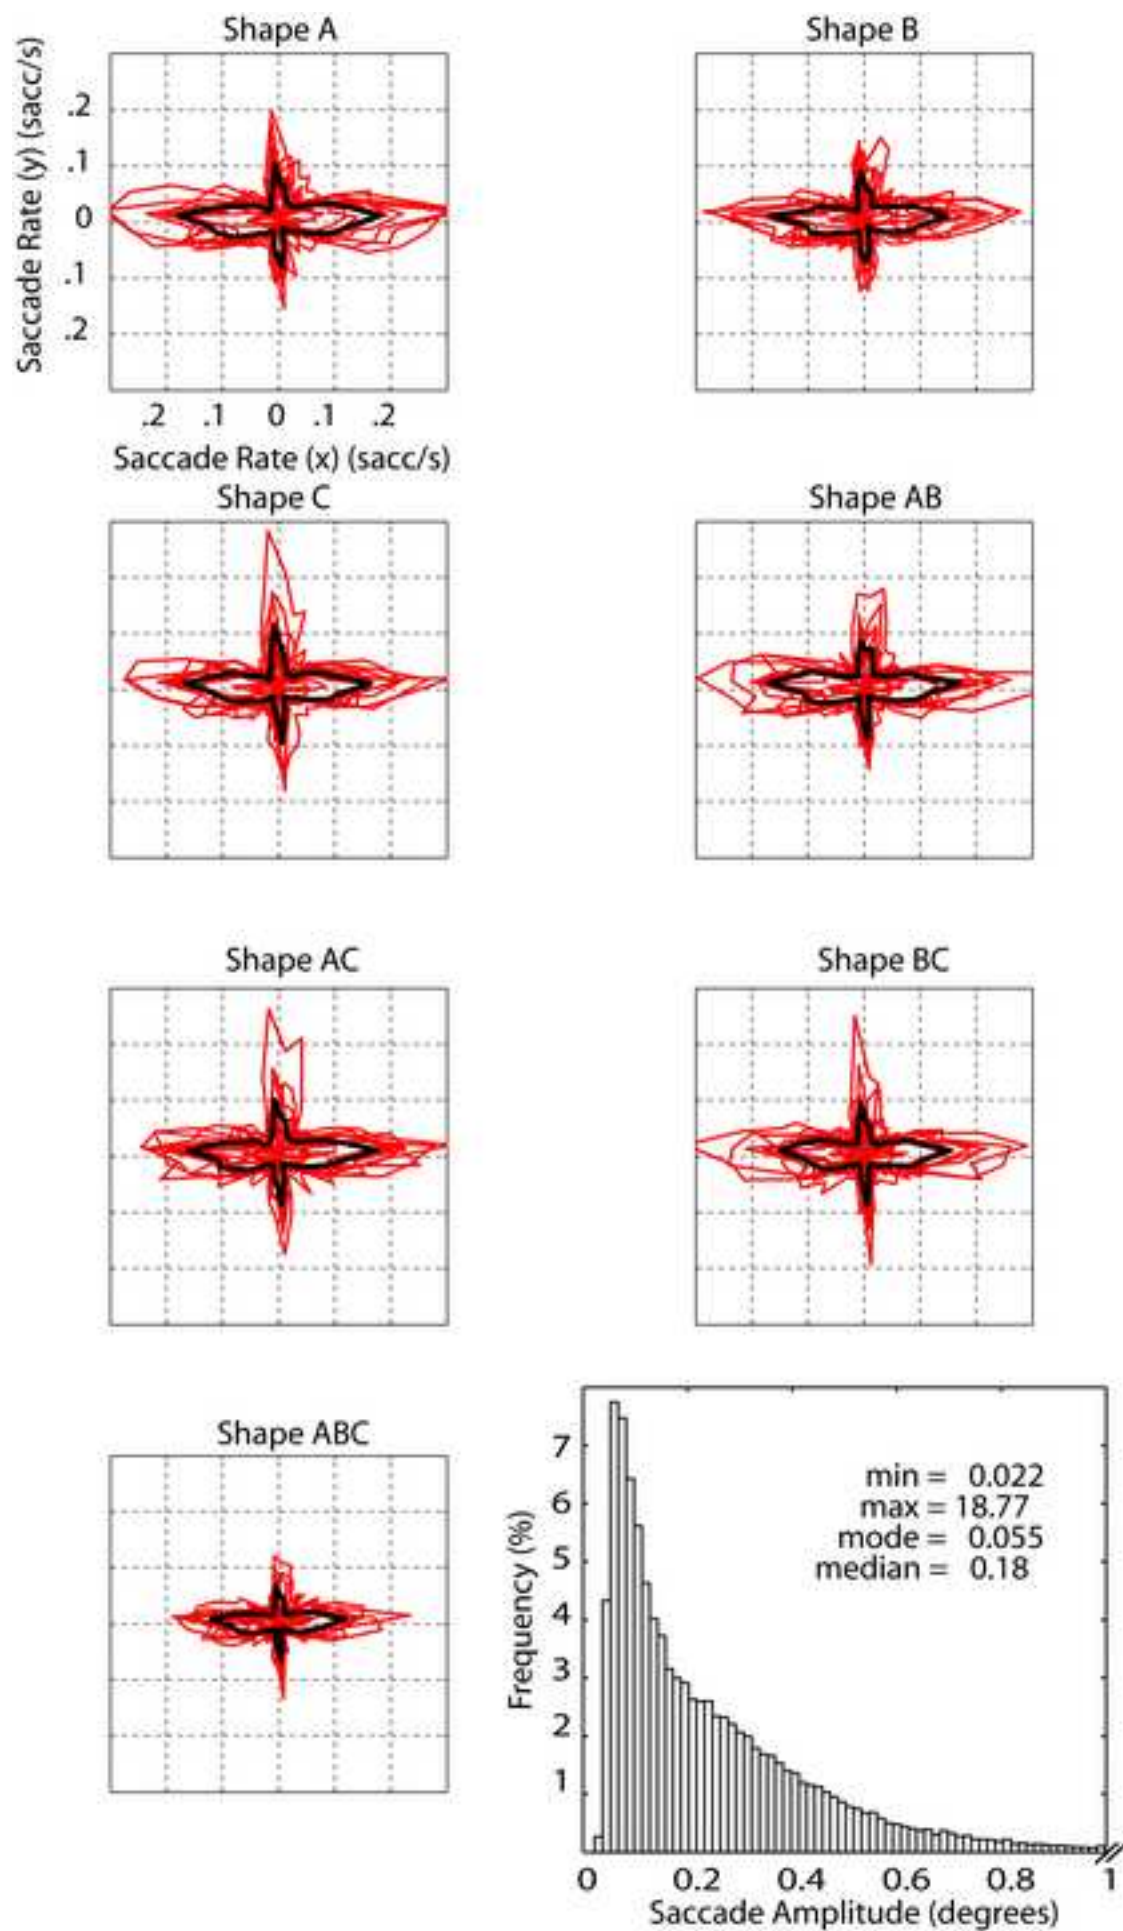 Shape A
Shape B
Saccade Rate (y) (sacc/s)
.2
.1
0
.1
.2
.2 .1 0 .1 .2
Saccade Rate (x) (sacc/s)
Shape C
Shape AB
Shape AC
Shape BC
Shape ABC
Frequency (%)
7
6
5
4
3
2
1
min = 0.022
max = 18.77
mode = 0.055
median = 0.18
0 0.2 0.4 0.6 0.8 1
Saccade Amplitude (degrees)